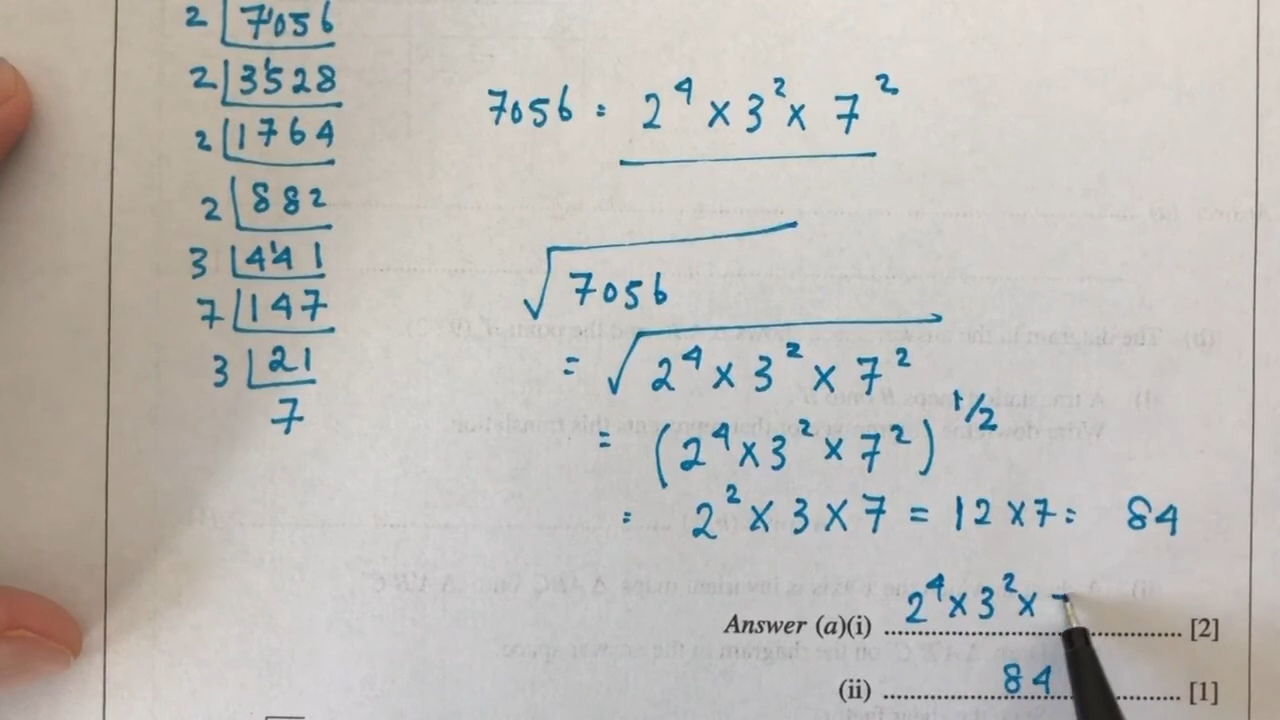 2 | 7056
2 | 3528
2 | 1764
2 | 882
3 | 441
7 | 147
3 | 21
7
7056 = 2⁴ × 3² × 7²
√7056
= √2⁴ × 3² × 7²
= (2⁴ × 3² × 7²)^1/2
= 2² × 3 × 7 = 12 × 7 = 84
Answer (a)(i) 2⁴ × 3² × [2]
(ii) 84 [1]